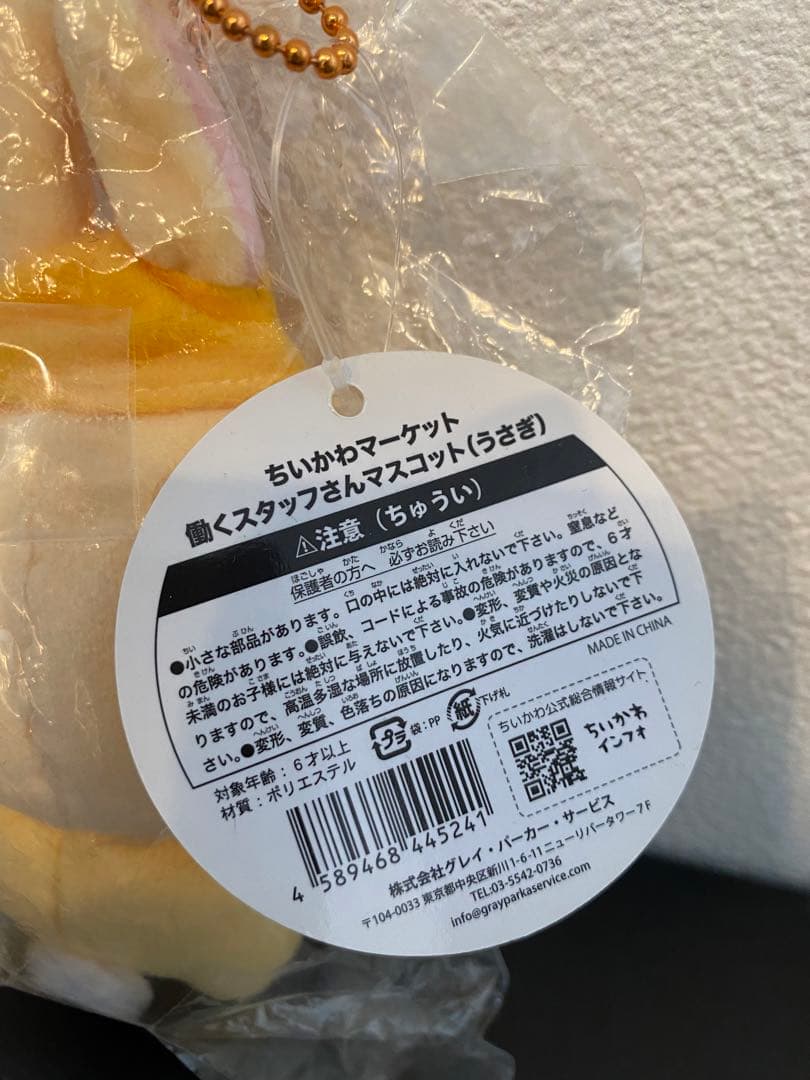 ちいかわマーケット
働くスタッフさんマスコット(うさぎ)
⚠注意(ちゅうい)
保護者の方へ 必ずお読み下さい
●小さな部品があります。口の中には絶対に入れないで下さい。窒息など
の危険があります。●誤飲、コードによる事故の危険がありますので、6才
未満のお子様には絶対に与えないで下さい。●変形、変質や火災の原因とな
りますので、高温多湿な場所に放置したり、火気に近づけたりしないで下
さい。●変形、変質、色落ちの原因になりますので、洗濯はしないで下さい。
MADE IN CHINA
対象年齢:6才以上
材質:ポリエステル
プラ 袋:PP 紙 下げ札
ちいかわ公式総合情報サイト
ちいかわ
インフォ
4 589468 445241
株式会社グレイ・パーカー・サービス
〒104-0033 東京都中央区新川1-6-11 ニューリバータワー7F
TEL:03-5542-0736
info@grayparkaservice.com